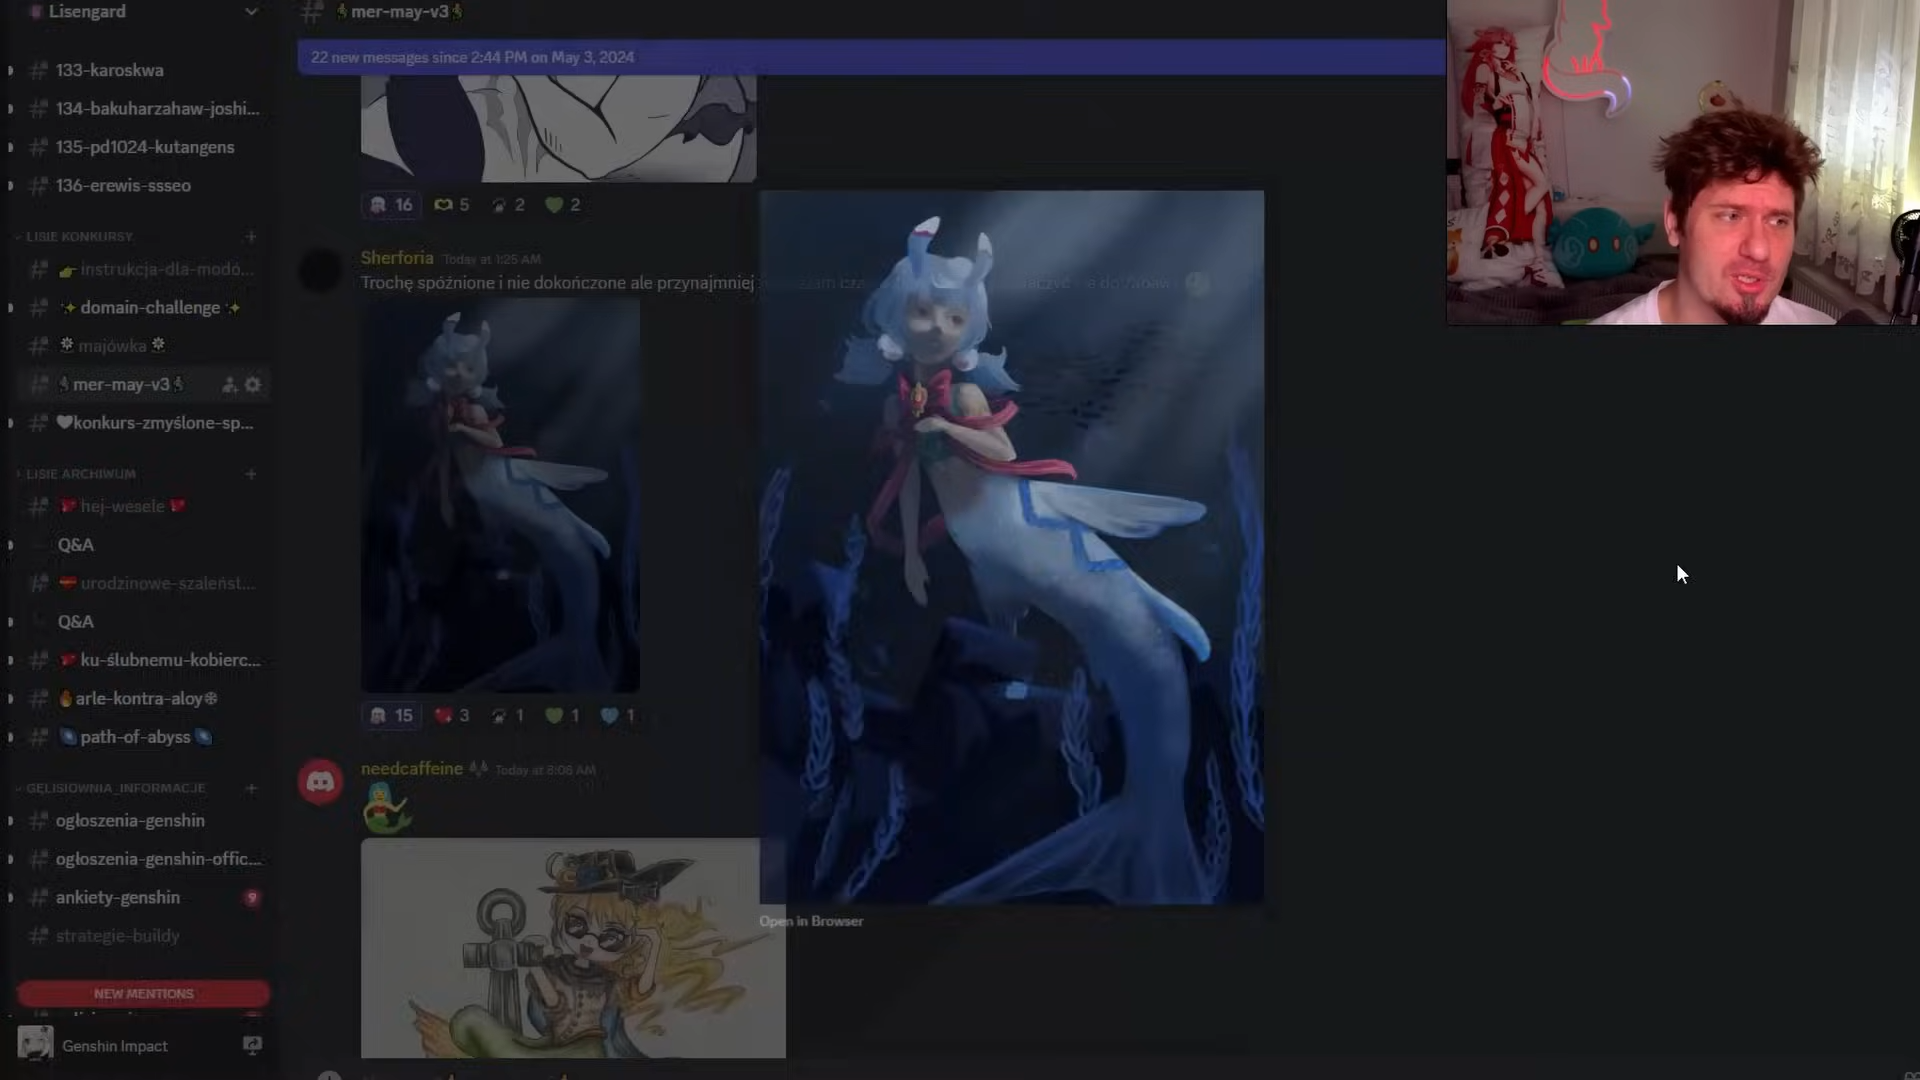 Lisengard
133-karoskwa
134-bakuharzahaw-joshi...
135-pd1024-kutangens
136-erewis-ssseo
LISIE KONKURSY
instrukcja-dla-modó...
domain-challenge
majówka
mer-may-v3
konkurs-zmyślone-sp...
LISIE ARCHIWUM
hej-wesele
Q&A
urodzinowe-szaleńst...
Q&A
ku-ślubnemu-kobierc...
arle-kontra-aloy
path-of-abyss
GĘLISIOWNIA_INFORMACJE
ogłoszenia-genshin
ogłoszenia-genshin-offic...
ankiety-genshin 9
strategie-buildy
NEW MENTIONS
Genshin Impact
mer-may-v3
22 new messages since 2:44 PM on May 3, 2024
16 5 2 2
Sherforia Today at 1:25 AM
Trochę spóźnione i nie dokończone ale przynajmniej
15 3 1 1 1
needcaffeine Today at 8:06 AM
Open in Browser